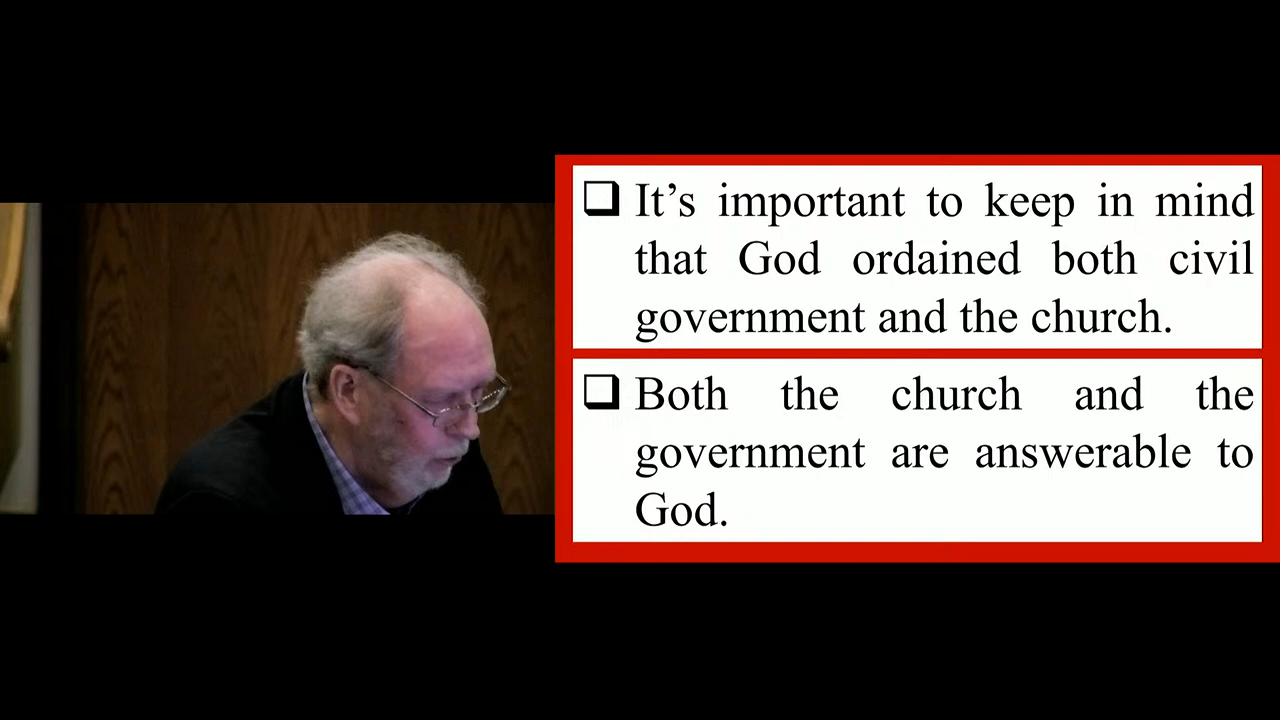 ❑ It’s important to keep in mind
that God ordained both civil
government and the church.
❑ Both the church and the
government are answerable to
God.